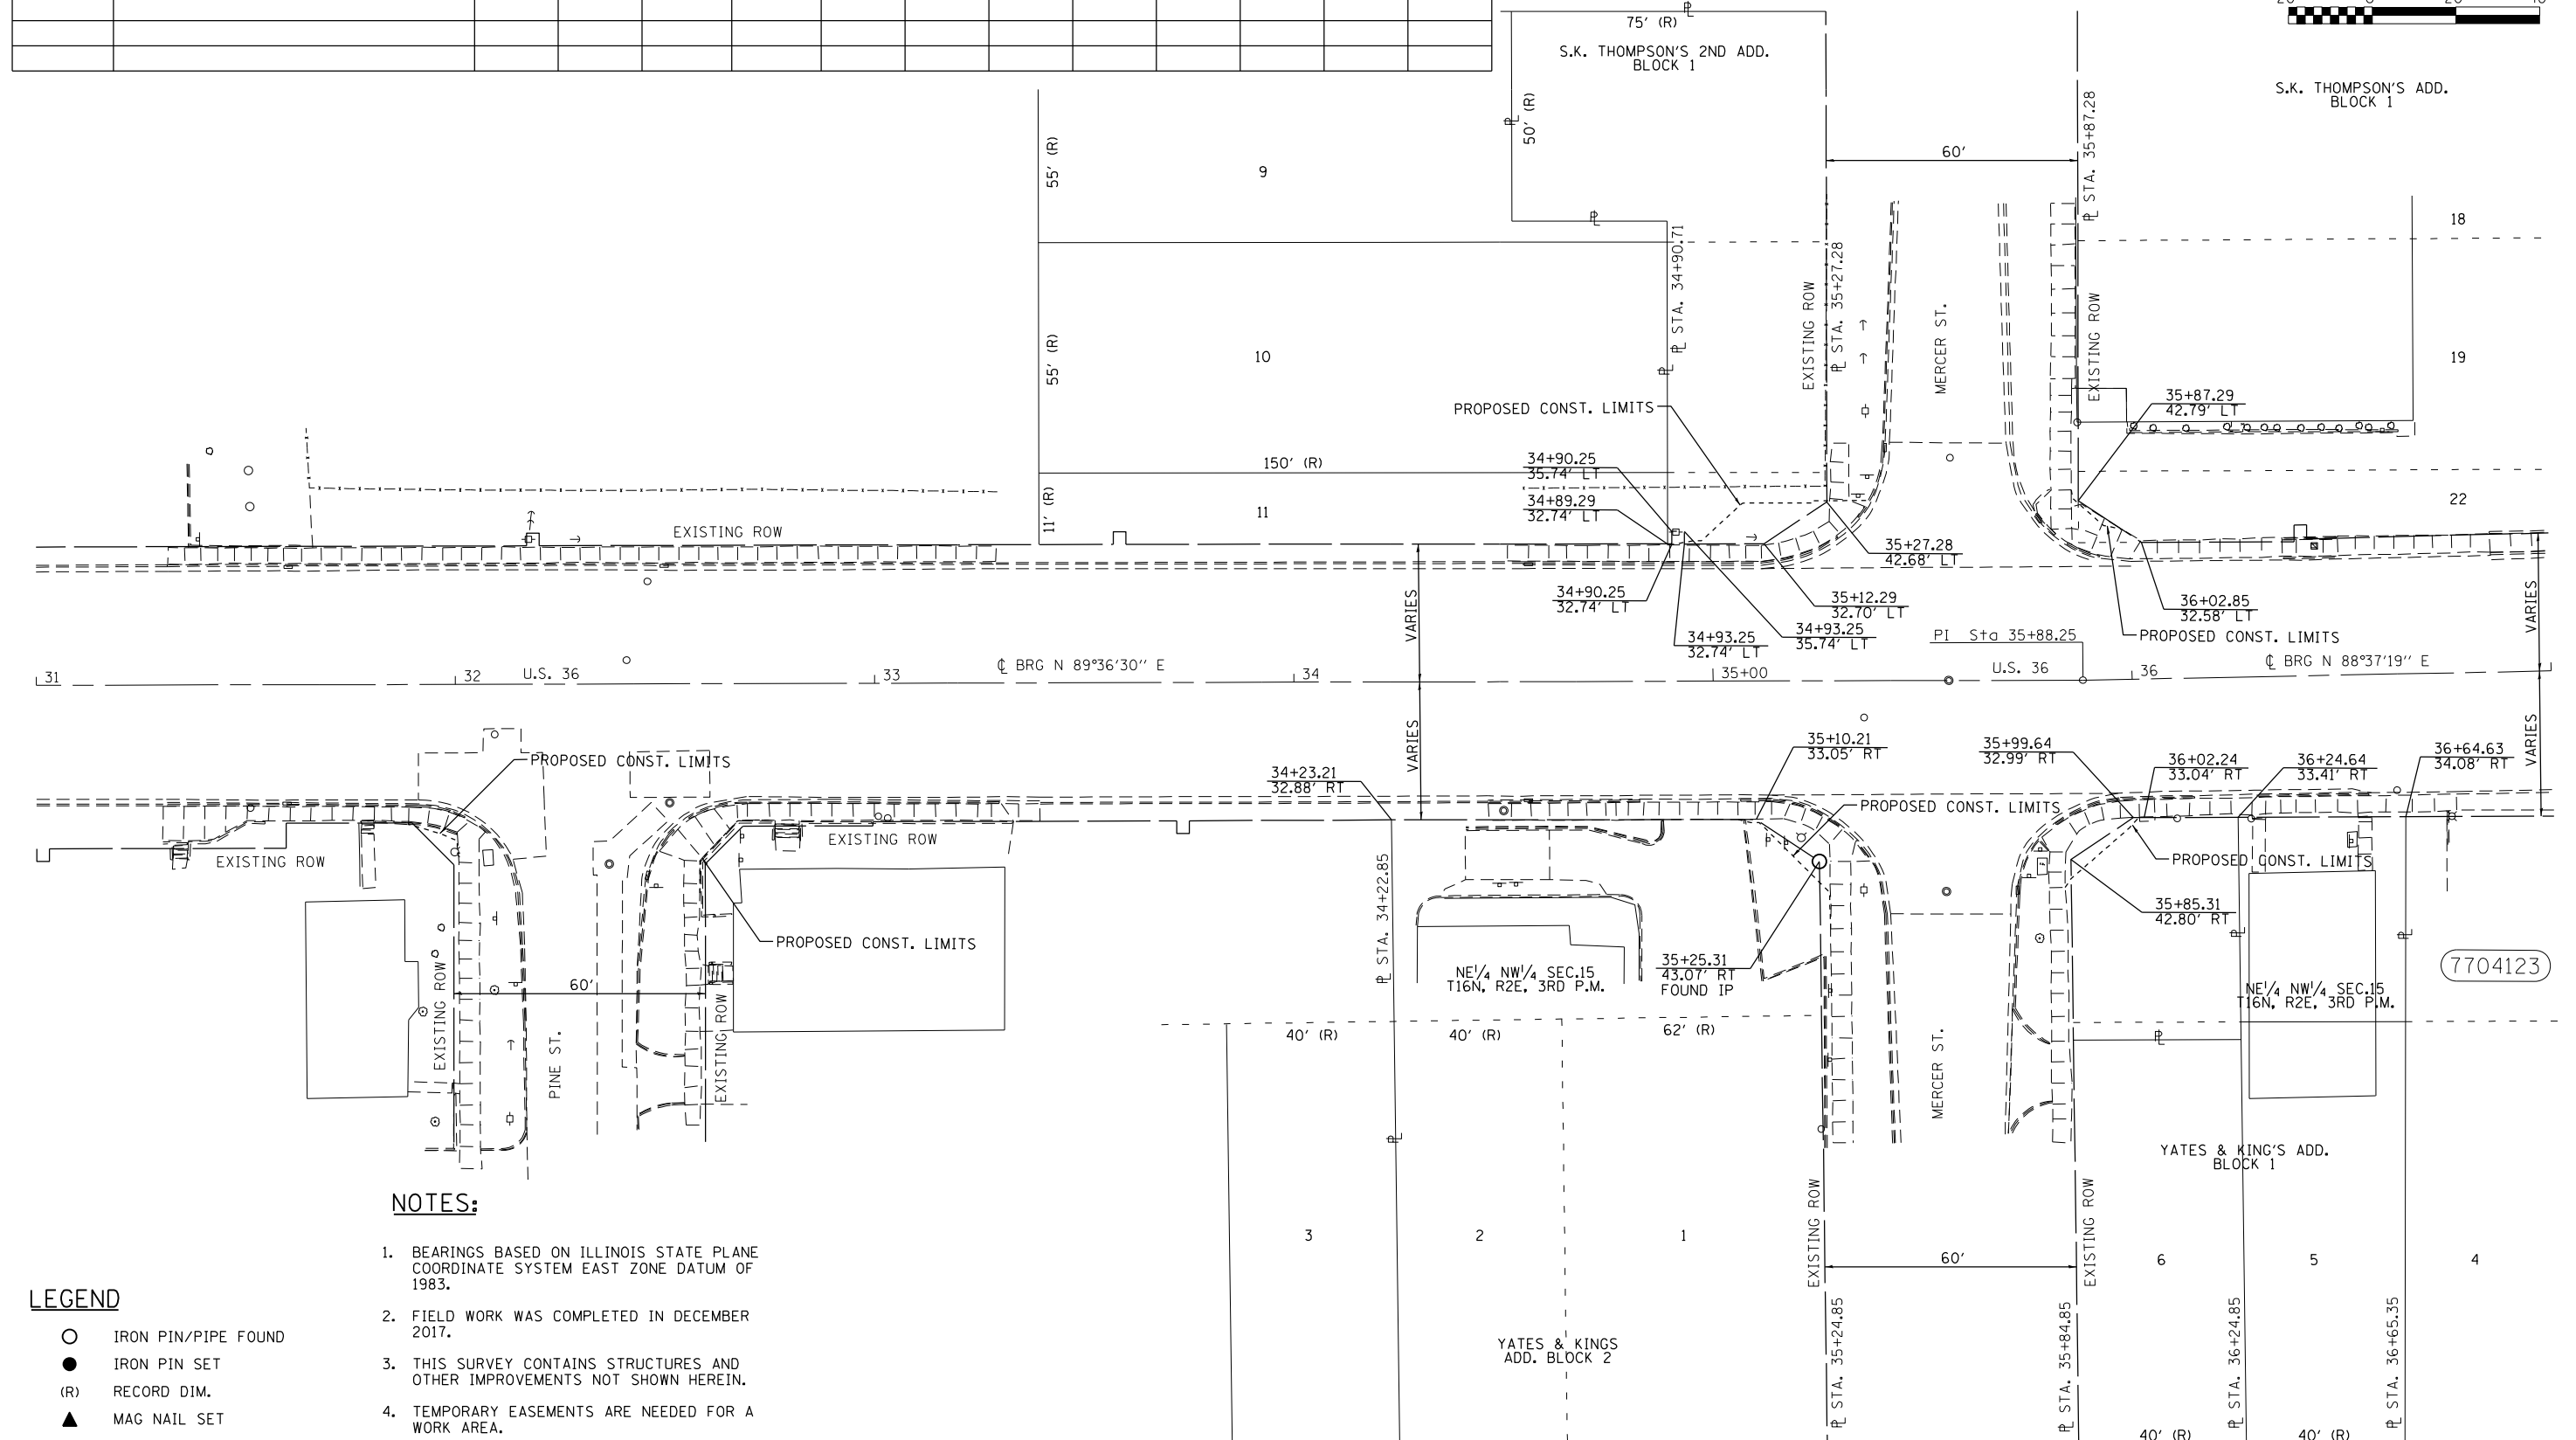 75' (R)
S.K. THOMPSON'S 2ND ADD.
BLOCK 1
S.K. THOMPSON'S ADD.
BLOCK 1
50' (R)
55' (R)
9
60'
PL STA. 35+87.28
18
PL STA. 34+90.71
EXISTING ROW
PL STA. 35+27.28
MERCER ST.
EXISTING ROW
55' (R)
10
19
PROPOSED CONST. LIMITS
35+87.29
42.79' LT
150' (R)
34+90.25
35.74' LT
34+89.29
32.74' LT
11' (R)
11
22
EXISTING ROW
35+27.28
42.68' LT
34+90.25
32.74' LT
35+12.29
32.70' LT
36+02.85
32.58' LT
VARIES
VARIES
34+93.25
32.74' LT
34+93.25
35.74' LT
PI Sta 35+88.25
PROPOSED CONST. LIMITS
31
32
U.S. 36
33
℄ BRG N 89°36'30'' E
34
35+00
U.S. 36
36
℄ BRG N 88°37'19'' E
VARIES
VARIES
35+10.21
33.05' RT
35+99.64
32.99' RT
36+02.24
33.04' RT
36+24.64
33.41' RT
36+64.63
34.08' RT
PROPOSED CONST. LIMITS
34+23.21
32.88' RT
PROPOSED CONST. LIMITS
EXISTING ROW
EXISTING ROW
PROPOSED CONST. LIMITS
PL STA. 34+22.85
35+85.31
42.80' RT
PROPOSED CONST. LIMITS
35+25.31
43.07' RT
FOUND IP
NE¼ NW¼ SEC.15
T16N, R2E, 3RD P.M.
7704123
NE¼ NW¼ SEC.15
T16N, R2E, 3RD P.M.
60'
EXISTING ROW
PINE ST.
EXISTING ROW
40' (R)
40' (R)
62' (R)
MERCER ST.
YATES & KING'S ADD.
BLOCK 1
NOTES:
3
2
1
EXISTING ROW
60'
EXISTING ROW
6
5
4
1. BEARINGS BASED ON ILLINOIS STATE PLANE
COORDINATE SYSTEM EAST ZONE DATUM OF
1983.
2. FIELD WORK WAS COMPLETED IN DECEMBER
2017.
3. THIS SURVEY CONTAINS STRUCTURES AND
OTHER IMPROVEMENTS NOT SHOWN HEREIN.
4. TEMPORARY EASEMENTS ARE NEEDED FOR A
WORK AREA.
LEGEND
IRON PIN/PIPE FOUND
IRON PIN SET
(R) RECORD DIM.
MAG NAIL SET
YATES & KINGS
ADD. BLOCK 2
PL STA. 35+24.85
PL STA. 35+84.85
PL STA. 36+24.85
PL STA. 36+65.35
40' (R)
40' (R)